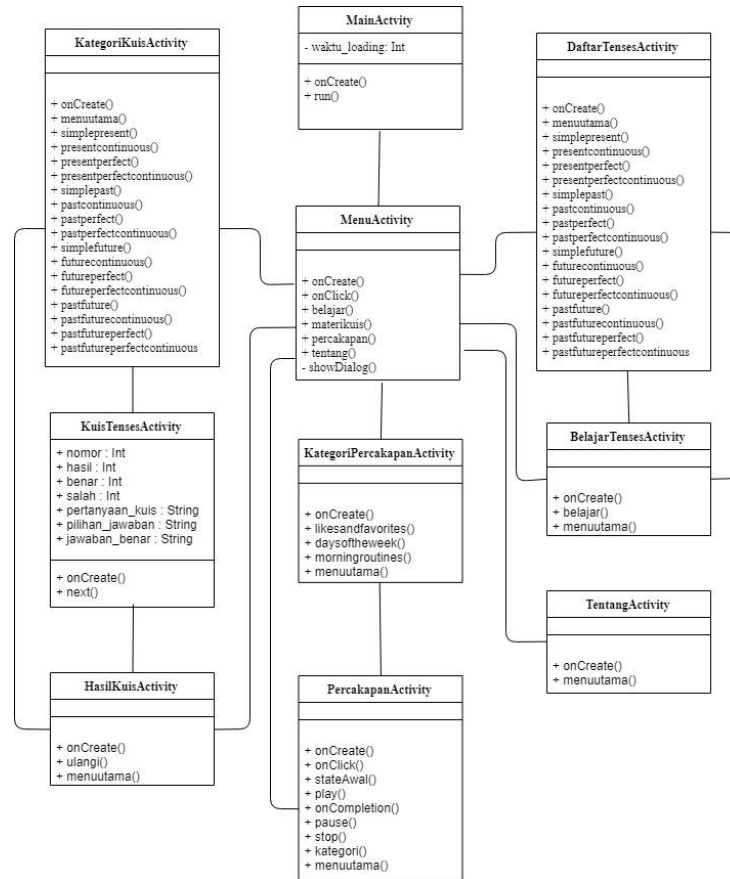 KategoriKuisActivity
+ onCreate()
+ menuutama()
+ simplepresent()
+ presentcontinuous()
+ presentperfect()
+ presentperfectcontinuous()
+ simplepast()
+ pastcontinuous()
+ pastperfect()
+ pastperfectcontinuous()
+ simplefuture()
+ futurecontinuous()
+ futureperfect()
+ futureperfectcontinuous()
+ pastfuture()
+ pastfuturecontinuous()
+ pastfutureperfect()
+ pastfutureperfectcontinuous
MainActvity
- waktu_loading: Int
+ onCreate()
+ run()
DaftarTensesActivity
+ onCreate()
+ menuutama()
+ simplepresent()
+ presentcontinuous()
+ presentperfect()
+ presentperfectcontinuous()
+ simplepast()
+ pastcontinuous()
+ pastperfect()
+ pastperfectcontinuous()
+ simplefuture()
+ futurecontinuous()
+ futureperfect()
+ futureperfectcontinuous()
+ pastfuture()
+ pastfuturecontinuous()
+ pastfutureperfect()
+ pastfutureperfectcontinuous
MenuActivity
+ onCreate()
+ onClick()
+ belajar()
+ materikuis()
+ percakapan()
+ tentang()
- showDialog()
KuisTensesActivity
+ nomor : Int
+ hasil : Int
+ benar : Int
+ salah : Int
+ pertanyaan_kuis : String
+ pilihan_jawaban : String
+ jawaban_benar : String
+ onCreate()
+ next()
KategoriPercakapanActivity
+ onCreate()
+ likesandfavorites()
+ daysoftheweek()
+ morningroutines()
+ menuutama()
BelajarTensesActivity
+ onCreate()
+ belajar()
+ menuutama()
TentangActivity
+ onCreate()
+ menuutama()
HasilKuisActivity
+ onCreate()
+ ulangi()
+ menuutama()
PercakapanActivity
+ onCreate()
+ onClick()
+ stateAwal()
+ play()
+ onCompletion()
+ pause()
+ stop()
+ kategori()
+ menuutama()